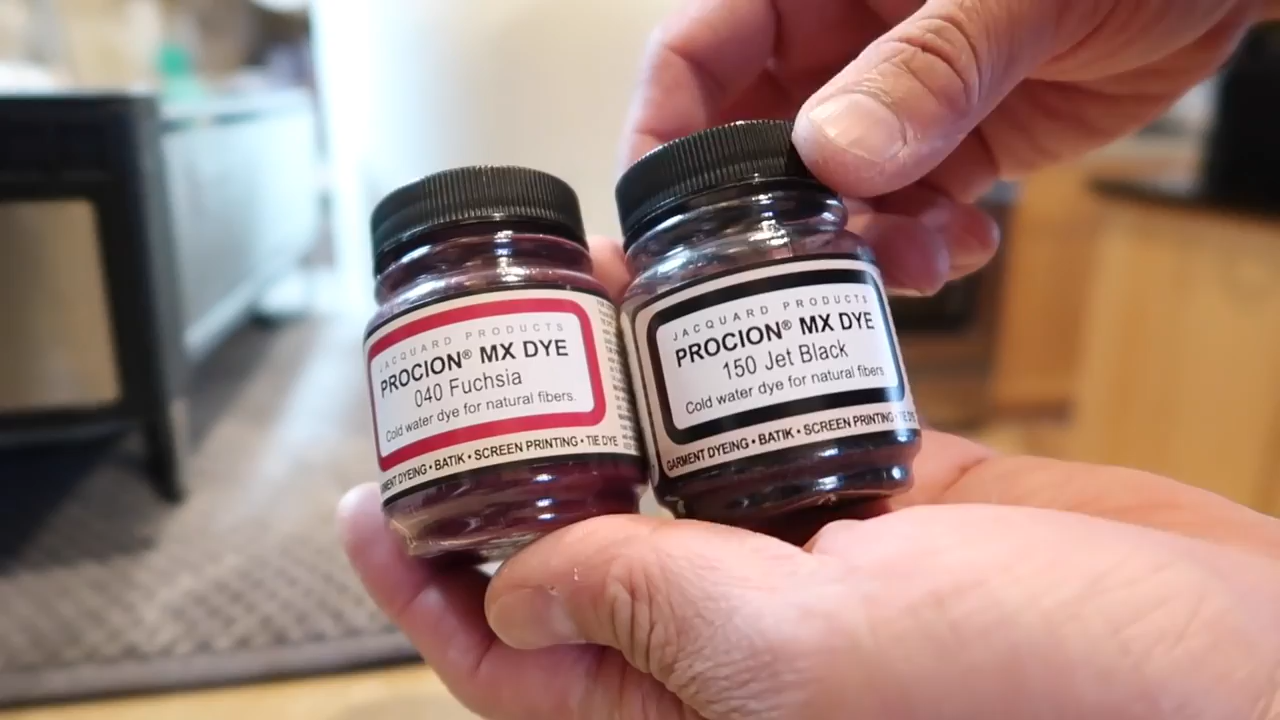 JACQUARD PRODUCTS
PROCION® MX DYE
040 Fuchsia
Cold water dye for natural fibers.
DYEING • BATIK • SCREEN PRINTING • TIE DYE
JACQUARD PRODUCTS
PROCION® MX DYE
150 Jet Black
Cold water dye for natural fibers.
GARMENT DYEING • BATIK • SCREEN PRINTING • TIE DYE